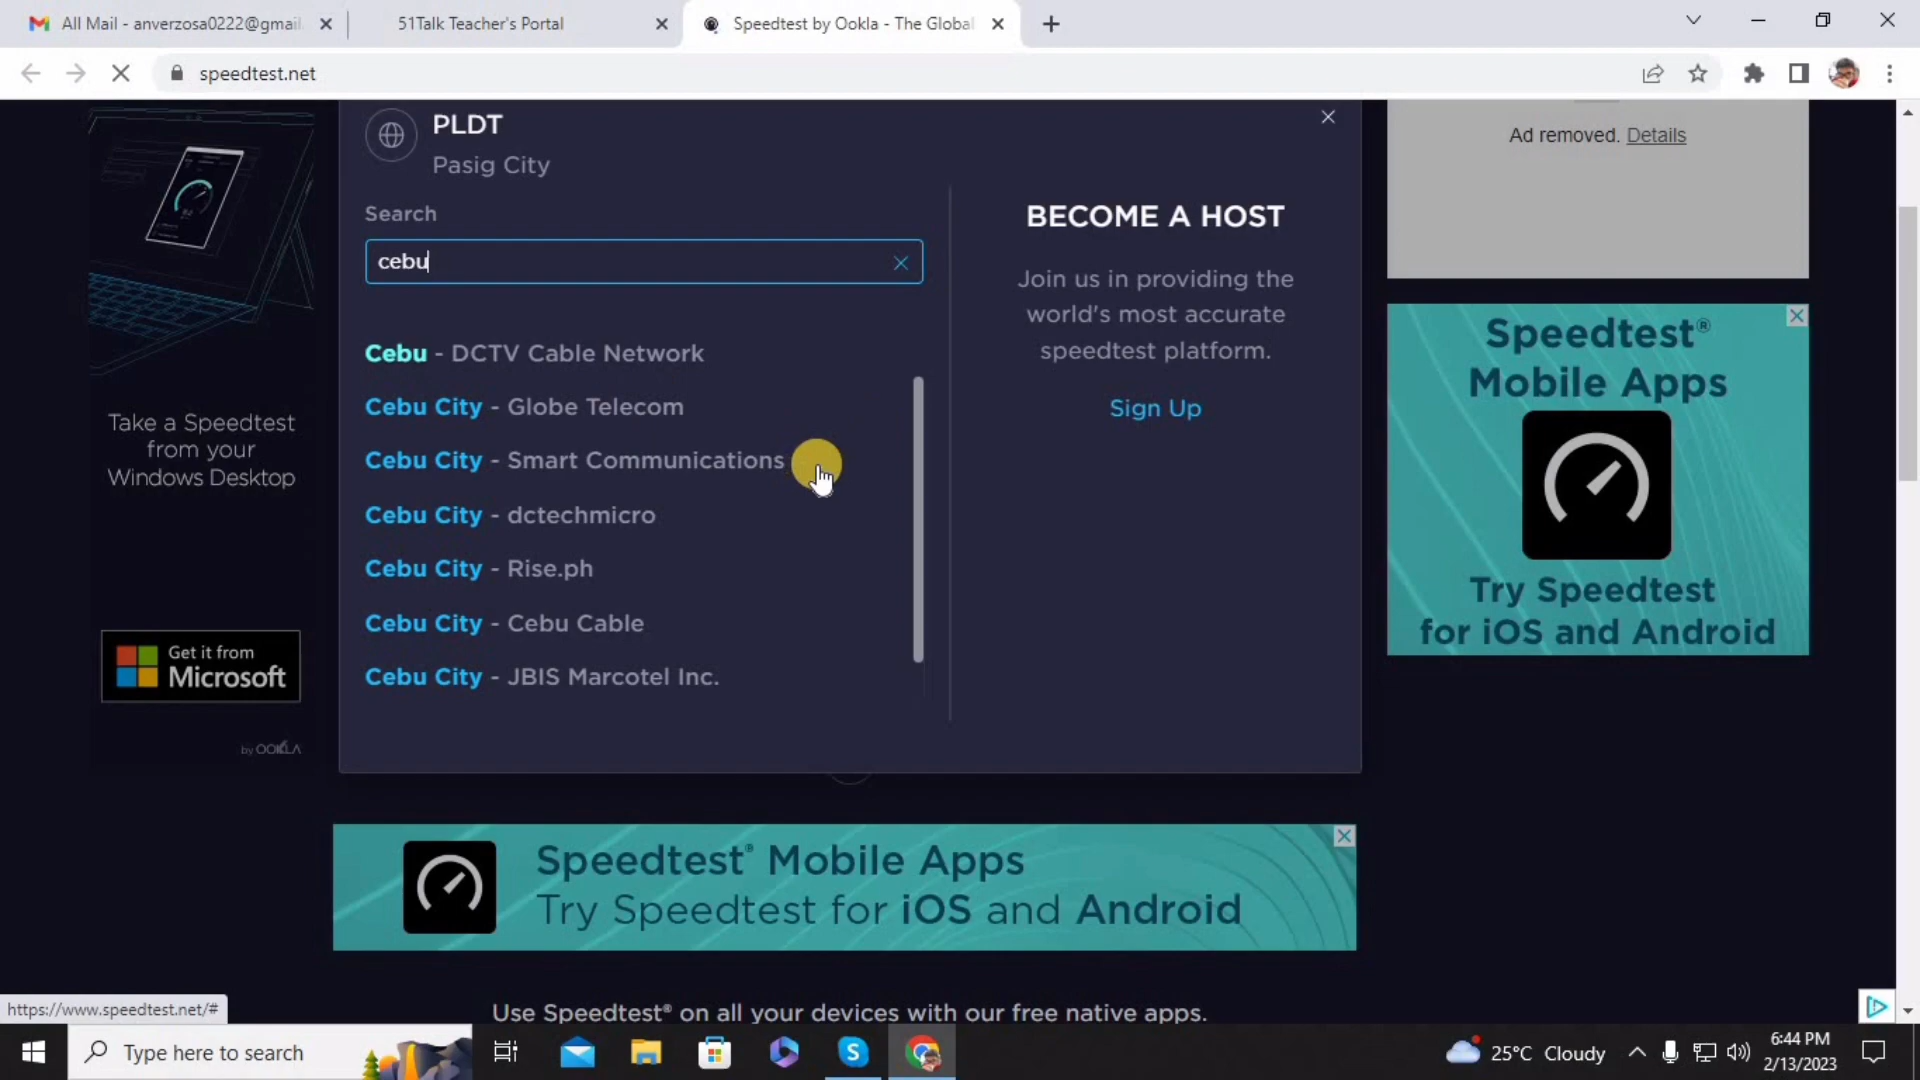 All Mail - anverzosa0222@gmail.
51Talk Teacher's Portal
Speedtest by Ookla - The Global
speedtest.net
PLDT
Pasig City
Search
cebu
Cebu - DCTV Cable Network
Cebu City - Globe Telecom
Cebu City - Smart Communications
Cebu City - dctechmicro
Cebu City - Rise.ph
Cebu City - Cebu Cable
Cebu City - JBIS Marcotel Inc.
BECOME A HOST
Join us in providing the
world's most accurate
speedtest platform.
Sign Up
Take a Speedtest
from your
Windows Desktop
Get it from
Microsoft
by OOKLA
Ad removed. Details
Speedtest®
Mobile Apps
Try Speedtest
for iOS and Android
Speedtest® Mobile Apps
Try Speedtest for iOS and Android
Use Speedtest® on all your devices with our free native apps.
https://www.speedtest.net/#
Type here to search
25°C Cloudy
6:44 PM
2/13/2023